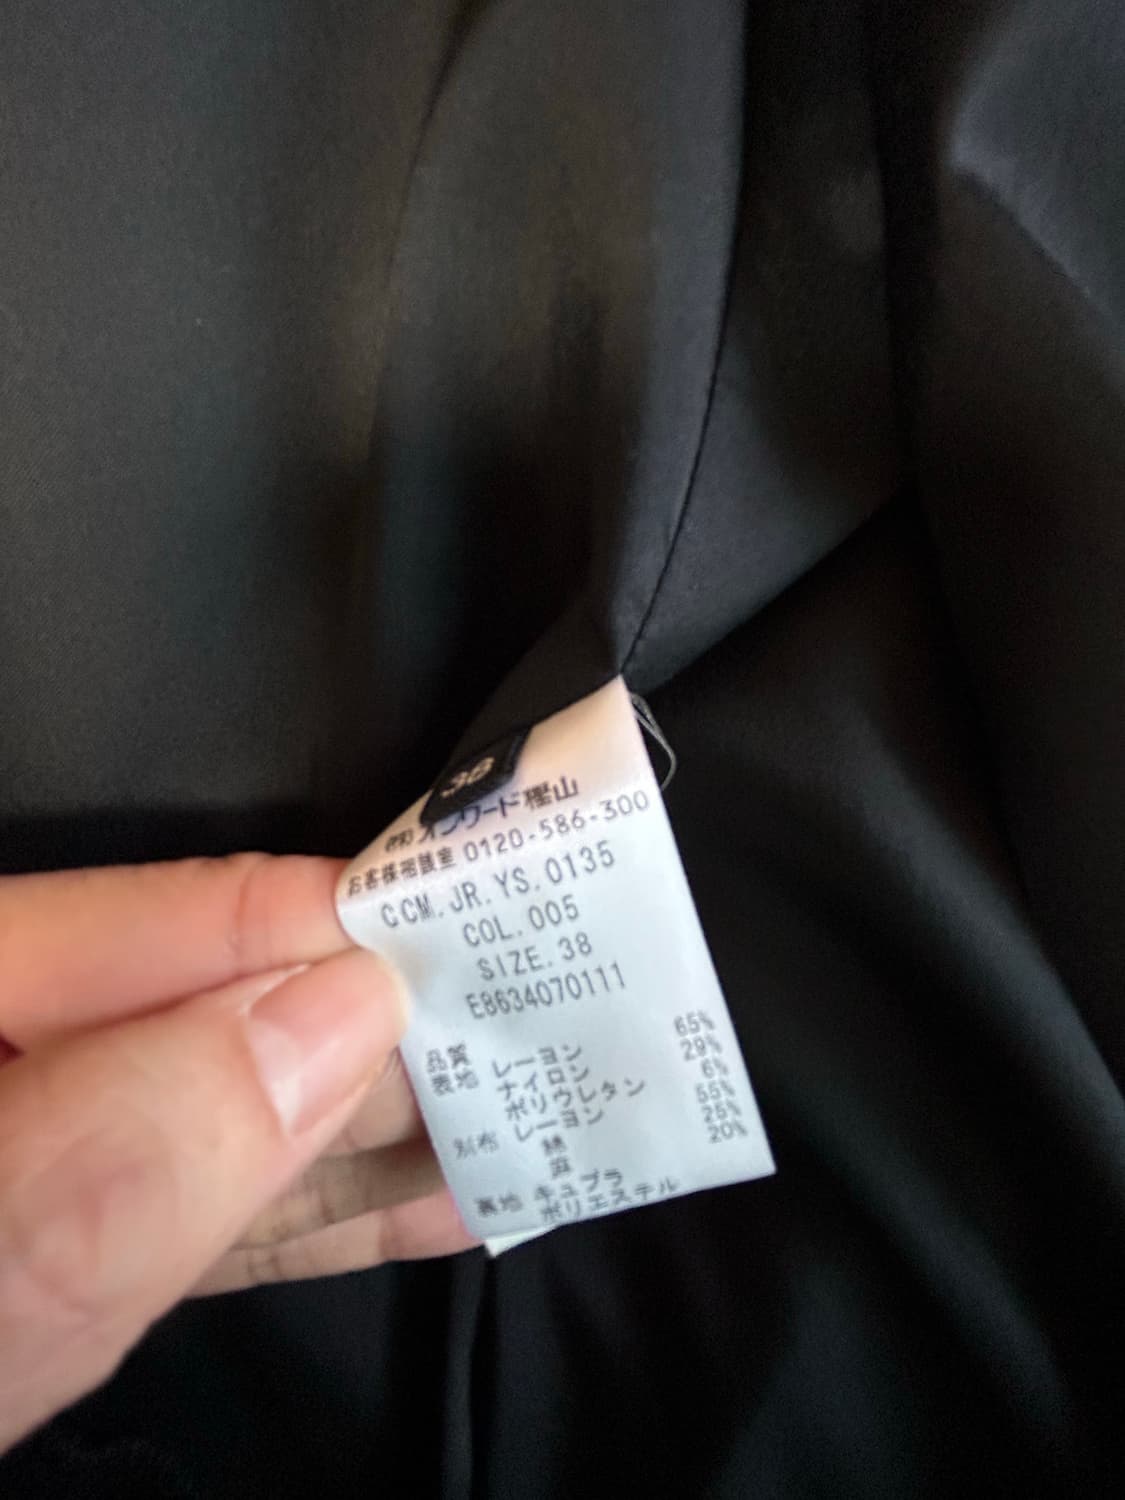 38
㈱オンワード樫山
お客様相談室 0120-586-300
CCM.JR.YS.0135
COL.005
SIZE.38
E8634070111
品質
表地 レーヨン 65%
ナイロン 29%
ポリウレタン 6%
別布 レーヨン 55%
綿 25%
麻 20%
裏地 キュプラ
ポリエステル